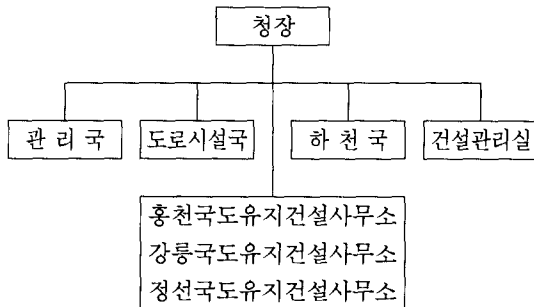 청장
관 리 국 도로시설국 하 천 국 건설관리실
홍천국도유지건설사무소
강릉국도유지건설사무소
정선국도유지건설사무소